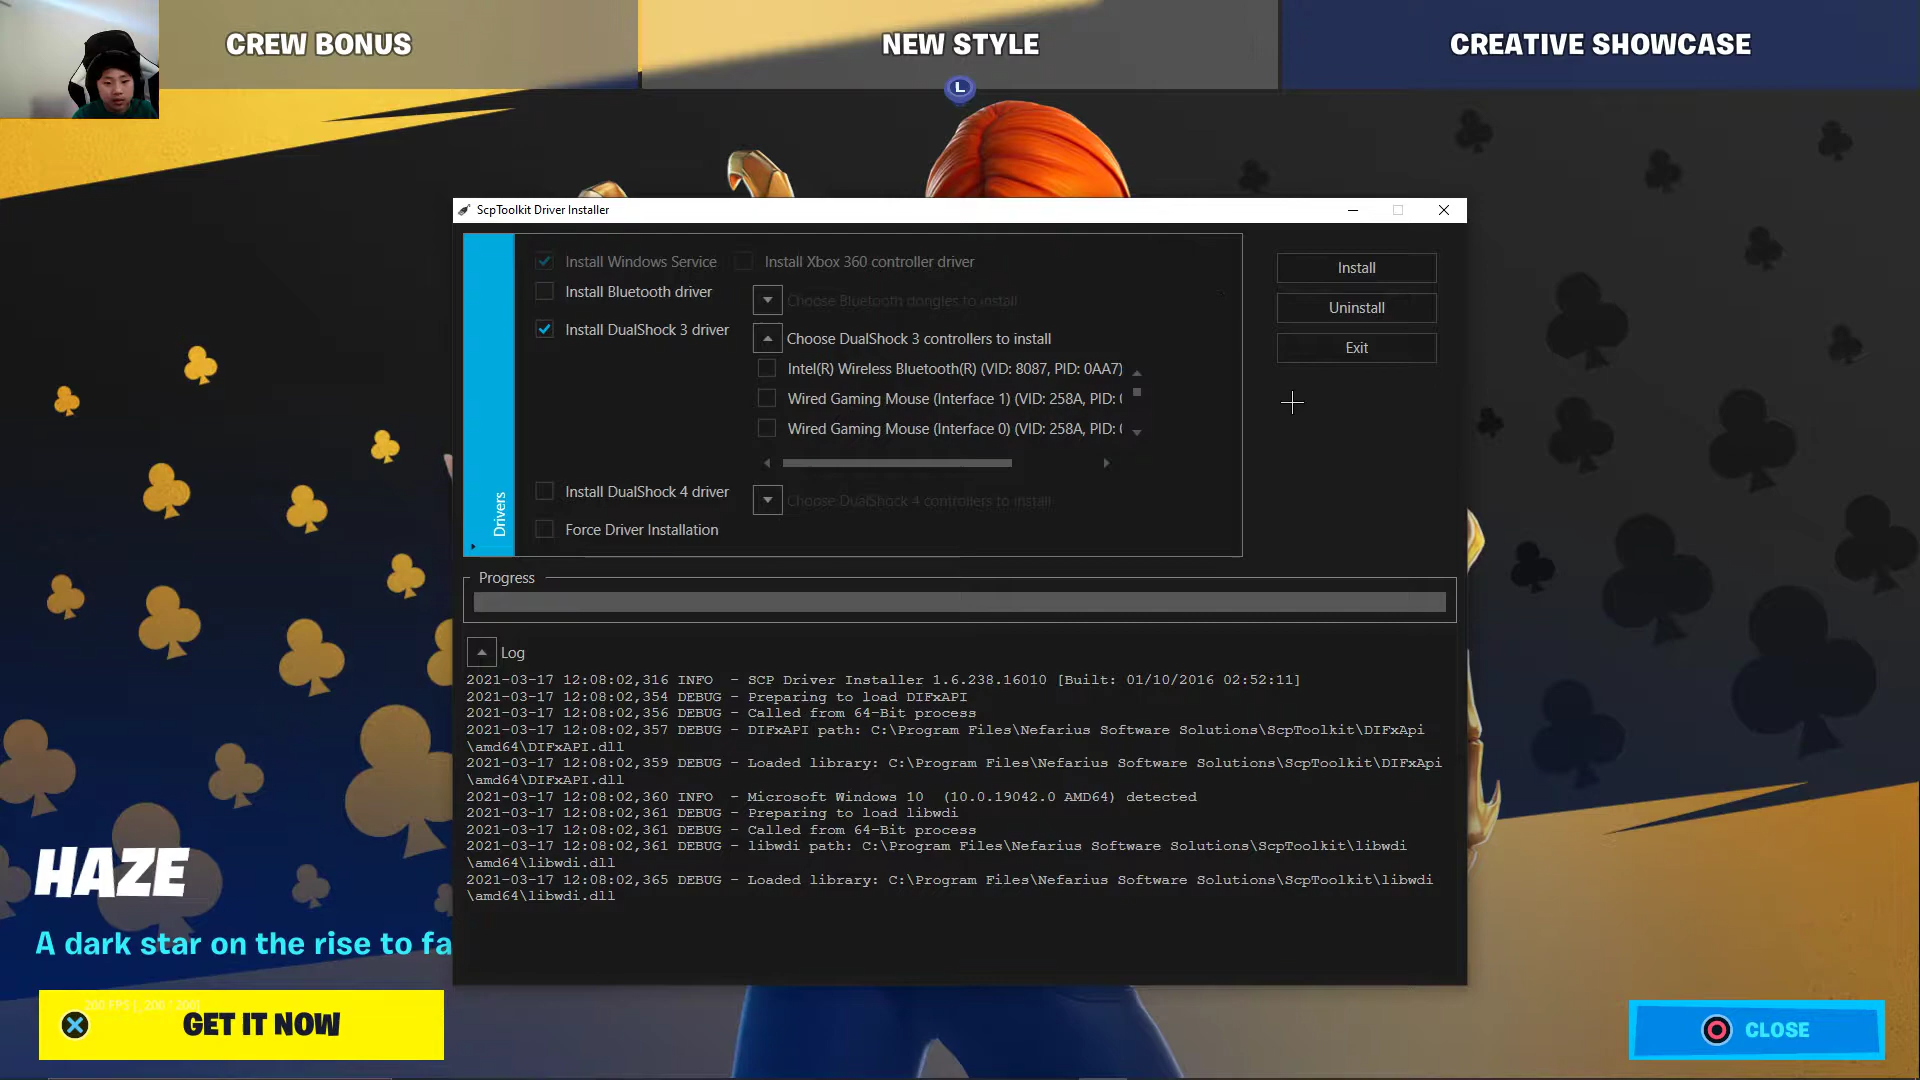 CREW BONUS
NEW STYLE
CREATIVE SHOWCASE
L
ScpToolkit Driver Installer
Install Windows Service
Install Xbox 360 controller driver
Install
Install Bluetooth driver
Choose Bluetooth dongles to install
Uninstall
Install DualShock 3 driver
Choose DualShock 3 controllers to install
Exit
Intel(R) Wireless Bluetooth(R) (VID: 8087, PID: 0AA7)
Wired Gaming Mouse (Interface 1) (VID: 258A, PID: (
Wired Gaming Mouse (Interface 0) (VID: 258A, PID: (
Install DualShock 4 driver
Choose DualShock 4 controllers to install
Drivers
Force Driver Installation
Progress
Log
2021-03-17 12:08:02,316 INFO  - SCP Driver Installer 1.6.238.16010 [Built: 01/10/2016 02:52:11]
2021-03-17 12:08:02,354 DEBUG - Preparing to load DIFxAPI
2021-03-17 12:08:02,356 DEBUG - Called from 64-Bit process
2021-03-17 12:08:02,357 DEBUG - DIFxAPI path: C:\Program Files\Nefarius Software Solutions\ScpToolkit\DIFxApi
\amd64\DIFxAPI.dll
2021-03-17 12:08:02,359 DEBUG - Loaded library: C:\Program Files\Nefarius Software Solutions\ScpToolkit\DIFxApi
\amd64\DIFxAPI.dll
2021-03-17 12:08:02,360 INFO  - Microsoft Windows 10  (10.0.19042.0 AMD64) detected
2021-03-17 12:08:02,361 DEBUG - Preparing to load libwdi
2021-03-17 12:08:02,361 DEBUG - Called from 64-Bit process
2021-03-17 12:08:02,361 DEBUG - libwdi path: C:\Program Files\Nefarius Software Solutions\ScpToolkit\libwdi
\amd64\libwdi.dll
2021-03-17 12:08:02,365 DEBUG - Loaded library: C:\Program Files\Nefarius Software Solutions\ScpToolkit\libwdi
\amd64\libwdi.dll
HAZE
A dark star on the rise to fa
200 FPS
GET IT NOW
CLOSE